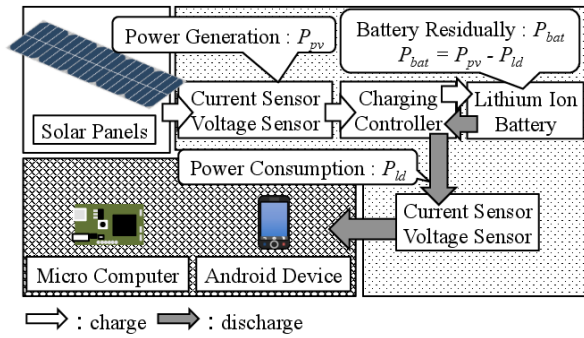 Power Generation : P_pv
Battery Residually : P_bat
P_bat = P_pv - P_ld
Solar Panels
Current Sensor
Voltage Sensor
Charging
Controller
Lithium Ion
Battery
Power Consumption : P_ld
Current Sensor
Voltage Sensor
Micro Computer
Android Device
: charge
: discharge